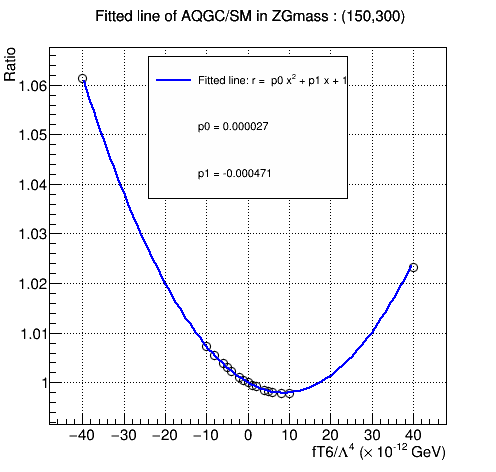 Fitted line of AQGC/SM in ZGmass : (150,300)
Ratio
Fitted line: r = p0 x² + p1 x + 1
p0 = 0.000027
p1 = -0.000471
1.06
1.05
1.04
1.03
1.02
1.01
1
−40 −30 −20 −10 0 10 20 30 40
fT6/Λ⁴ (× 10⁻¹² GeV)